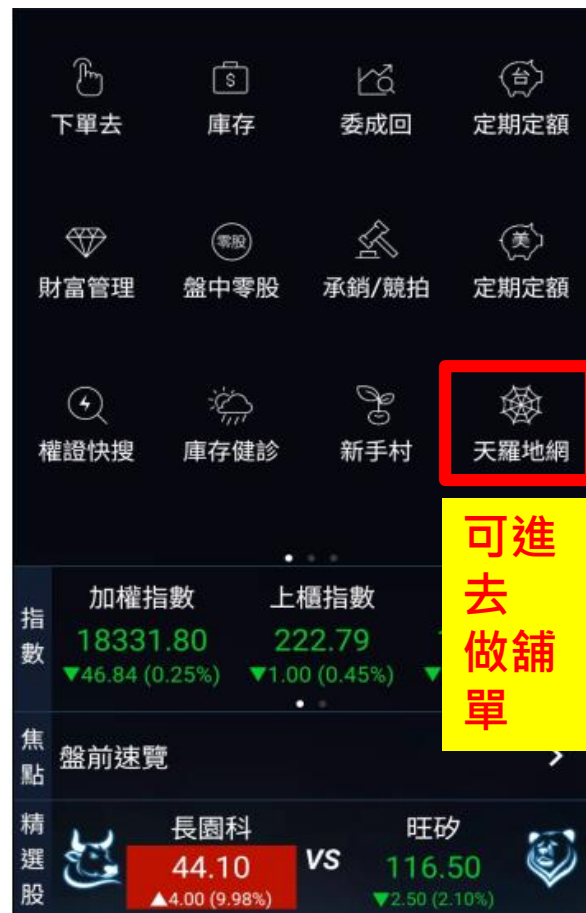 下單去 庫存 委成回 定期定額
$ 台
財富管理 盤中零股 承銷/競拍 定期定額
零股 美
權證快搜 庫存健診 新手村 天羅地網
可進
去
做舖
單
指數
加權指數 上櫃指數
18331.80 222.79
▼46.84 (0.25%) ▼1.00 (0.45%) ▼
焦點
盤前速覽
精選股
長園科 VS 旺矽
44.10 116.50
▲4.00 (9.98%) ▼2.50 (2.10%)